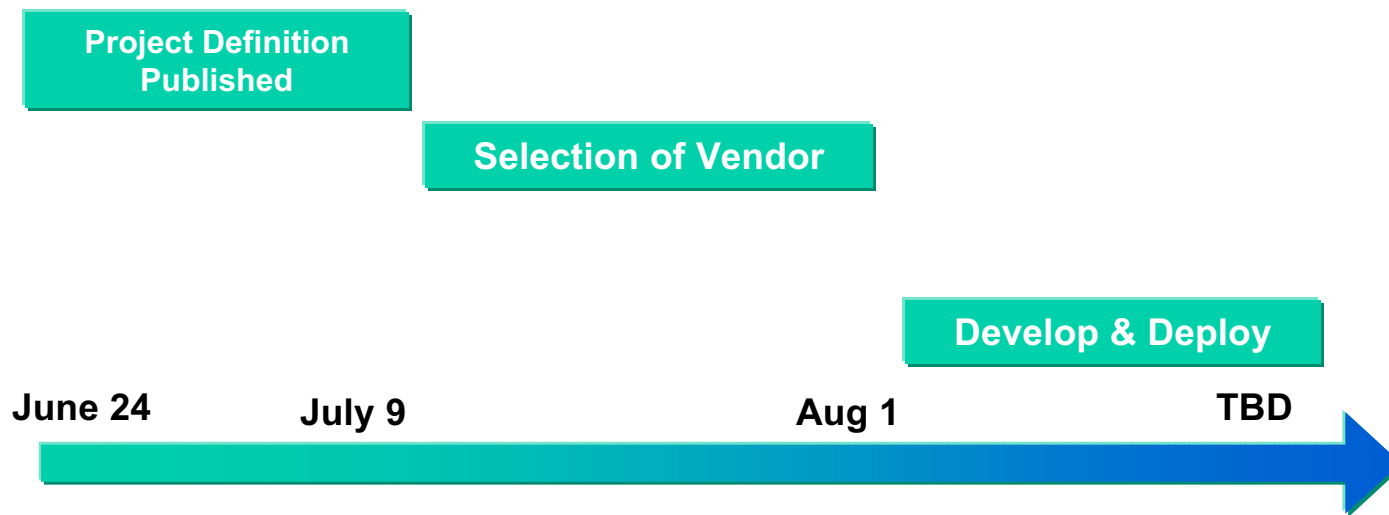 Project Definition
Published
Selection of Vendor
Develop & Deploy
June 24
July 9
Aug 1
TBD